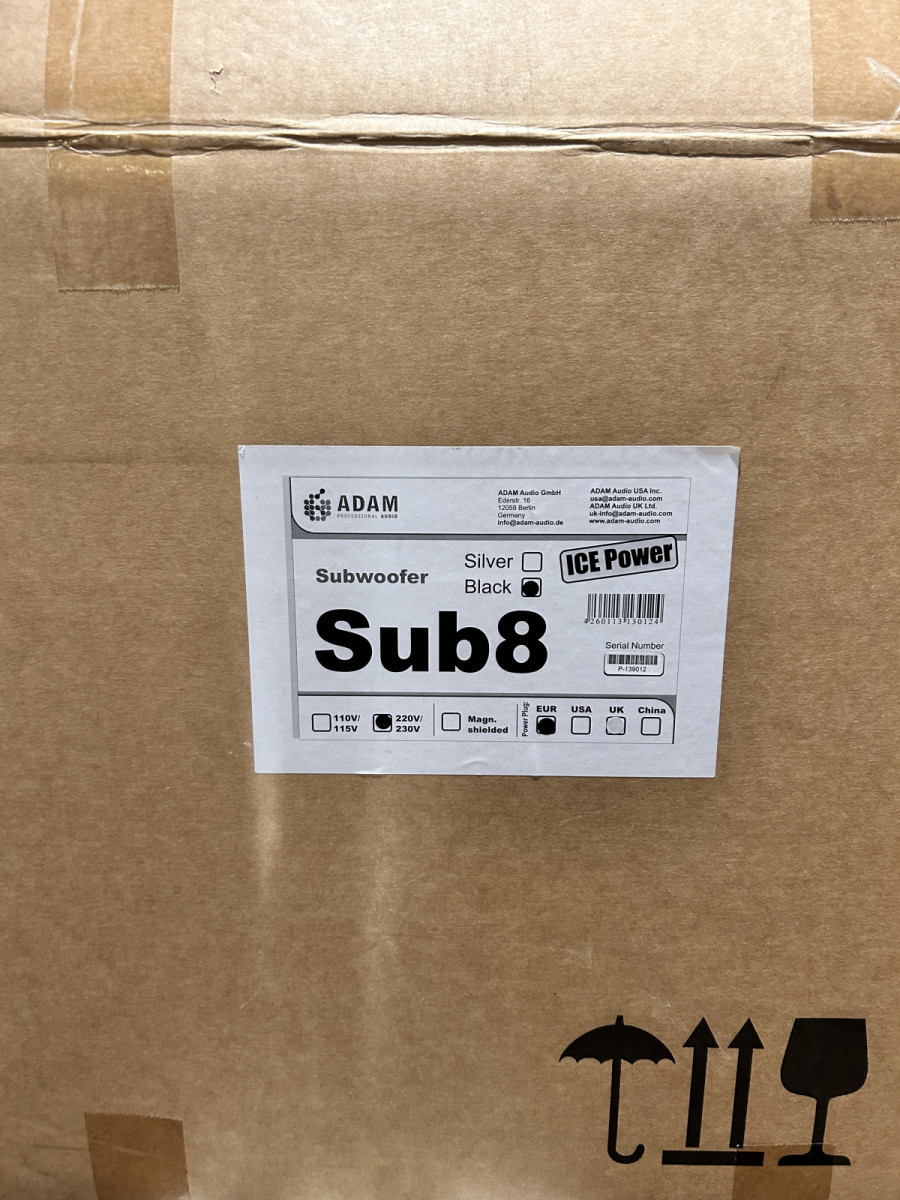 ADAM
PROFESSIONAL AUDIO
ADAM Audio GmbH
Ederstr. 16
12059 Berlin
Germany
info@adam-audio.de
ADAM Audio USA Inc.
usa@adam-audio.com
ADAM Audio UK Ltd.
uk-info@adam-audio.com
www.adam-audio.com
Subwoofer
Silver
Black
ICE Power
Sub8
4260113130124
Serial Number
P-139012
110V/
115V
220V/
230V
Magn.
shielded
Power Plug:
EUR
USA
UK
China